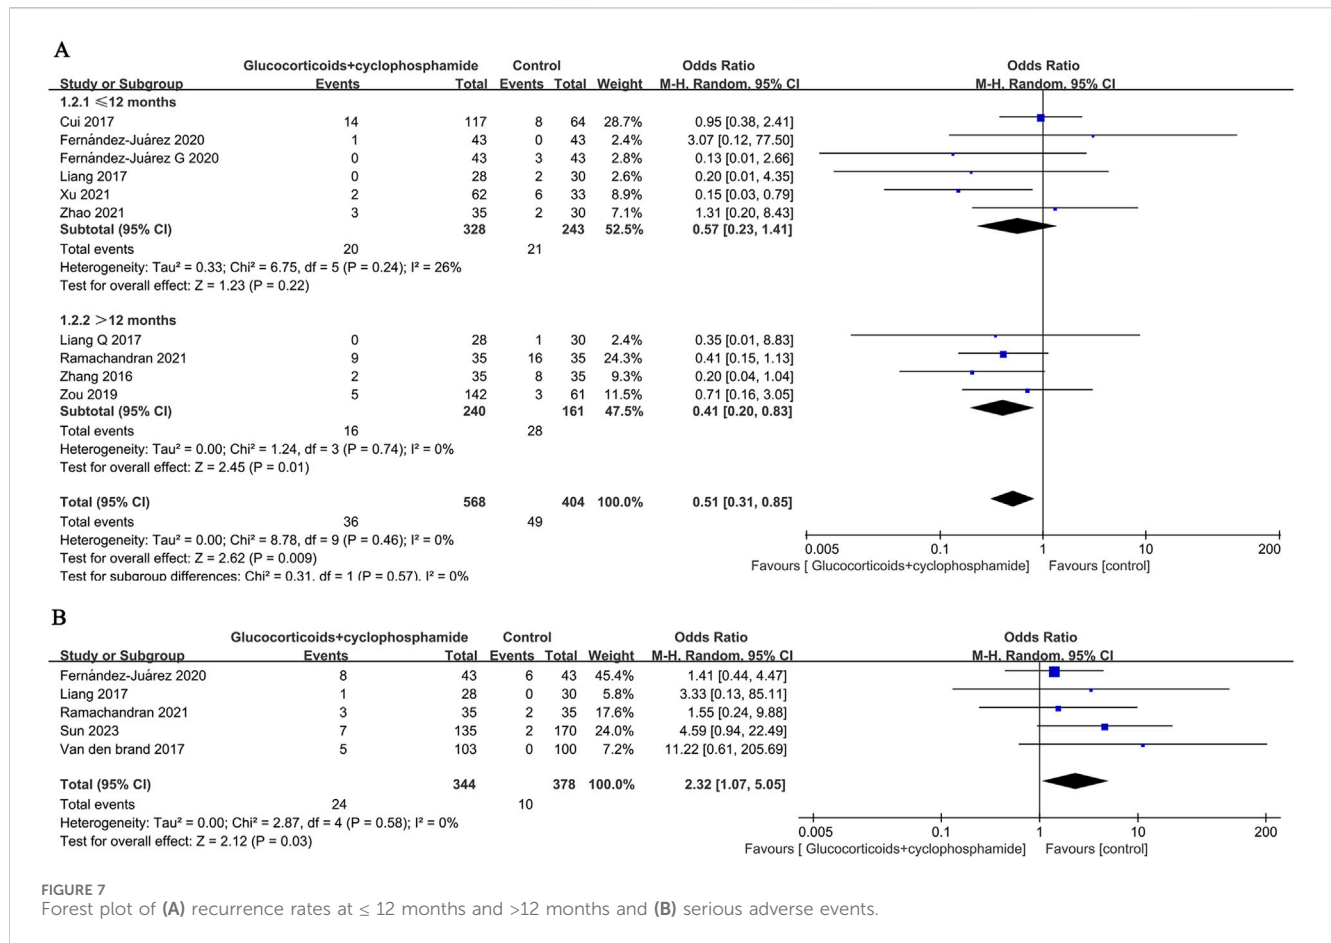 A
Glucocorticoids+cyclophosphamide Control Odds Ratio Odds Ratio
Study or Subgroup Events Total Events Total Weight M-H, Random, 95% CI M-H, Random, 95% CI
1.2.1 ≤12 months
Cui 2017 14 117 8 64 28.7% 0.95 [0.38, 2.41]
Fernández-Juárez 2020 1 43 0 43 2.4% 3.07 [0.12, 77.50]
Fernández-Juárez G 2020 0 43 3 43 2.8% 0.13 [0.01, 2.66]
Liang 2017 0 28 2 30 2.6% 0.20 [0.01, 4.35]
Xu 2021 2 62 6 33 8.9% 0.15 [0.03, 0.79]
Zhao 2021 3 35 2 30 7.1% 1.31 [0.20, 8.43]
Subtotal (95% CI) 328 243 52.5% 0.57 [0.23, 1.41]
Total events 20 21
Heterogeneity: Tau² = 0.33; Chi² = 6.75, df = 5 (P = 0.24); I² = 26%
Test for overall effect: Z = 1.23 (P = 0.22)
1.2.2 >12 months
Liang Q 2017 0 28 1 30 2.4% 0.35 [0.01, 8.83]
Ramachandran 2021 9 35 16 35 24.3% 0.41 [0.15, 1.13]
Zhang 2016 2 35 8 35 9.3% 0.20 [0.04, 1.04]
Zou 2019 5 142 3 61 11.5% 0.71 [0.16, 3.05]
Subtotal (95% CI) 240 161 47.5% 0.41 [0.20, 0.83]
Total events 16 28
Heterogeneity: Tau² = 0.00; Chi² = 1.24, df = 3 (P = 0.74); I² = 0%
Test for overall effect: Z = 2.45 (P = 0.01)
Total (95% CI) 568 404 100.0% 0.51 [0.31, 0.85]
Total events 36 49
Heterogeneity: Tau² = 0.00; Chi² = 8.78, df = 9 (P = 0.46); I² = 0%
Test for overall effect: Z = 2.62 (P = 0.009)
Test for subgroup differences: Chi² = 0.31, df = 1 (P = 0.57), I² = 0%
0.005 0.1 1 10 200
Favours [ Glucocorticoids+cyclophosphamide] Favours [control]
B
Glucocorticoids+cyclophosphamide Control Odds Ratio Odds Ratio
Study or Subgroup Events Total Events Total Weight M-H, Random, 95% CI M-H, Random, 95% CI
Fernández-Juárez 2020 8 43 6 43 45.4% 1.41 [0.44, 4.47]
Liang 2017 1 28 0 30 5.8% 3.33 [0.13, 85.11]
Ramachandran 2021 3 35 2 35 17.6% 1.55 [0.24, 9.88]
Sun 2023 7 135 2 170 24.0% 4.59 [0.94, 22.49]
Van den brand 2017 5 103 0 100 7.2% 11.22 [0.61, 205.69]
Total (95% CI) 344 378 100.0% 2.32 [1.07, 5.05]
Total events 24 10
Heterogeneity: Tau² = 0.00; Chi² = 2.87, df = 4 (P = 0.58); I² = 0%
Test for overall effect: Z = 2.12 (P = 0.03)
0.005 0.1 1 10 200
Favours [ Glucocorticoids+cyclophosphamide] Favours [control]
FIGURE 7
Forest plot of (A) recurrence rates at ≤ 12 months and >12 months and (B) serious adverse events.